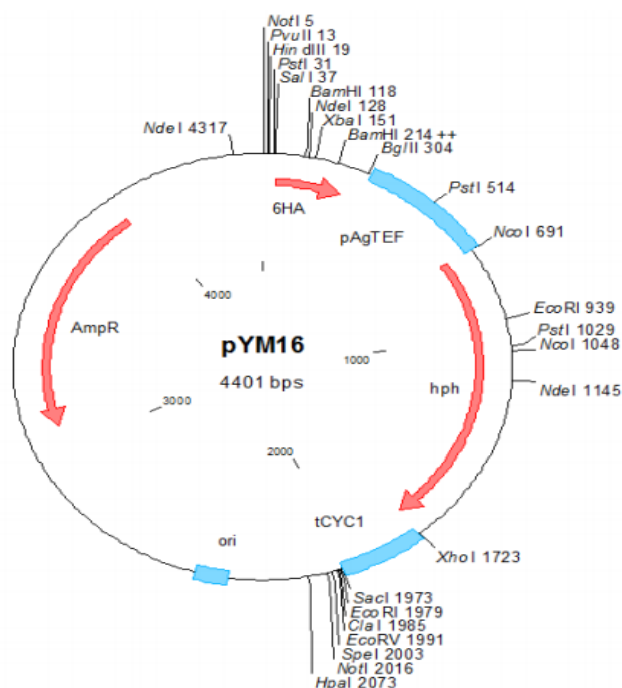 NotI 5
PvuII 13
Hin dIII 19
PstI 31
SalI 37
BamHI 118
NdeI 128
XbaI 151
NdeI 4317
BamHI 214 ++
BglII 304
6HA
PstI 514
pAgTEF
NcoI 691
4000
EcoRI 939
AmpR
PstI 1029
pYM16
1000
NcoI 1048
4401 bps
hph
NdeI 1145
3000
2000
tCYC1
ori
XhoI 1723
SacI 1973
EcoRI 1979
ClaI 1985
EcoRV 1991
SpeI 2003
NotI 2016
HpaI 2073